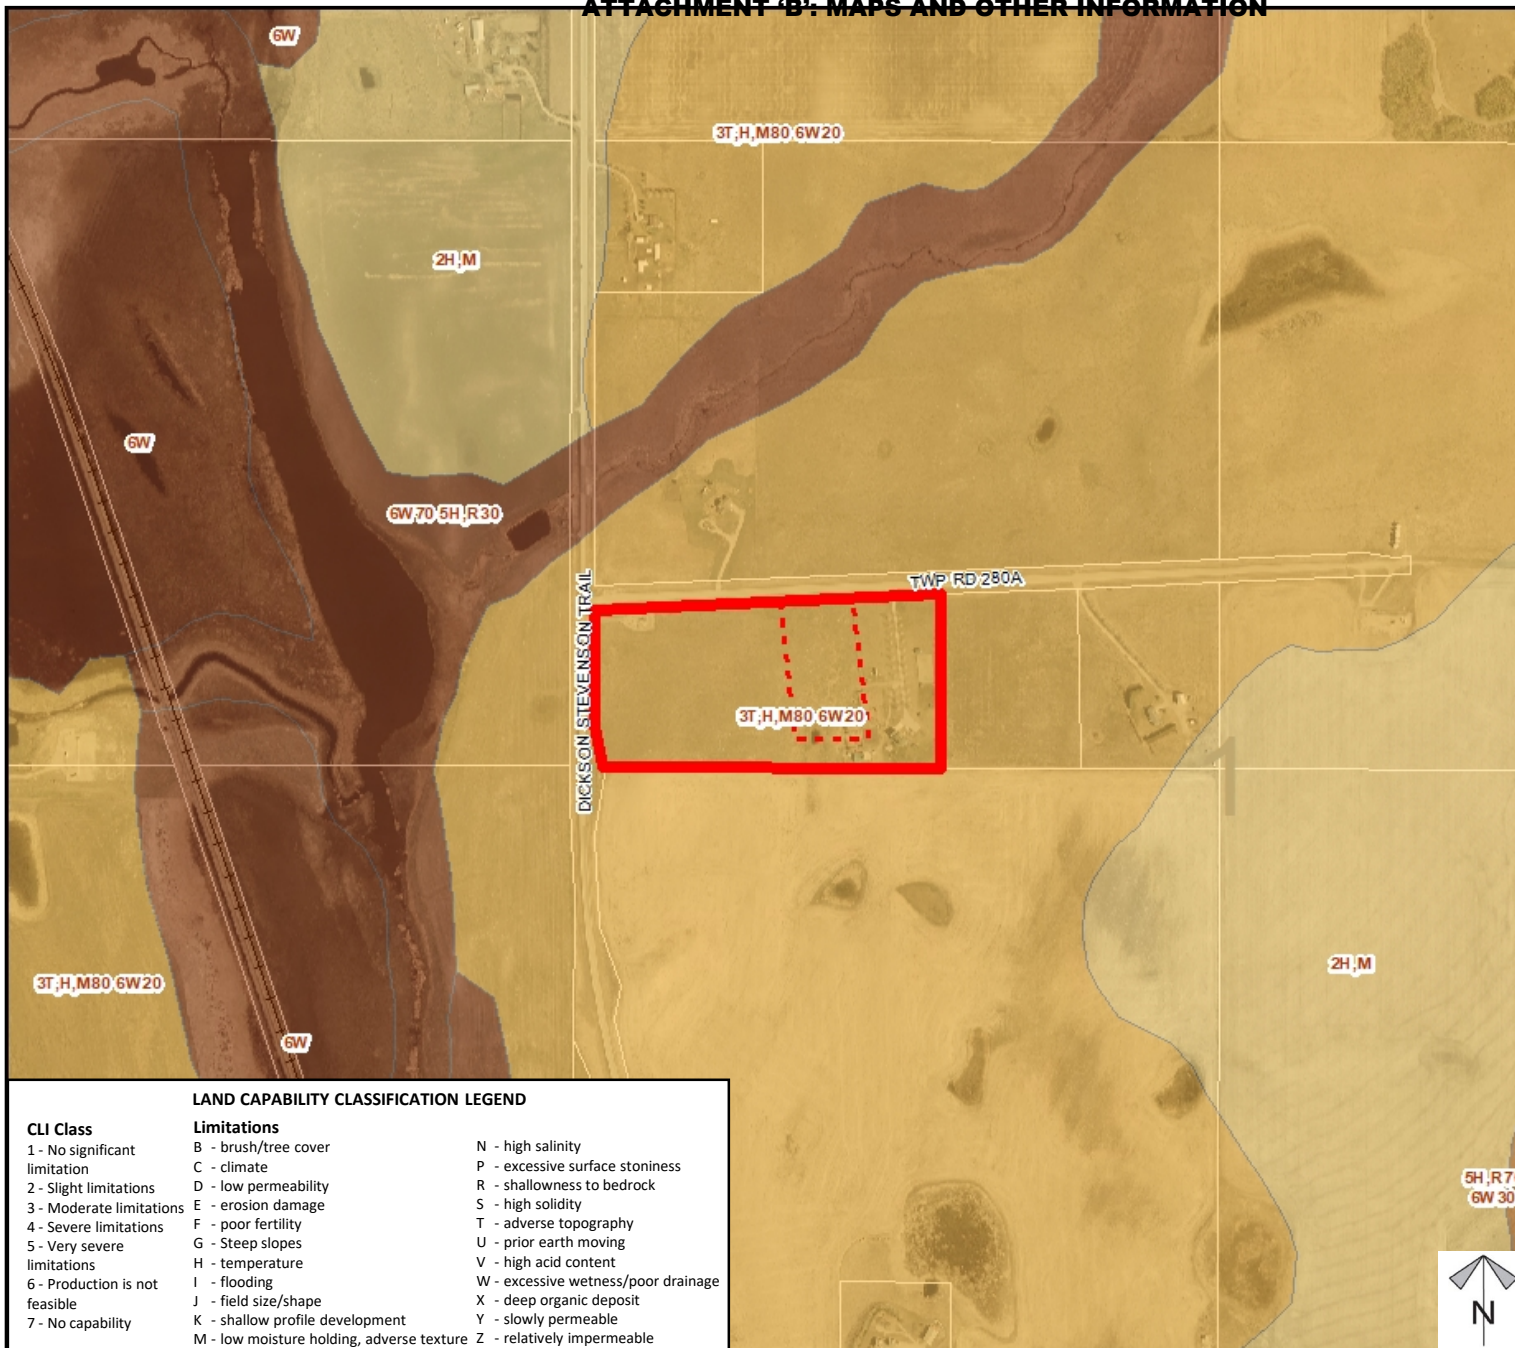 ATTACHMENT ‘B’: MAPS AND OTHER INFORMATION
6W
3T,H,M80 6W20
2H,M
6W
6W70 5H,R30
TWP RD 280A
DICKSON STEVENSON TRAIL
3T,H,M80 6W20
1
2H,M
3T,H,M80 6W20
6W
5H,R7
6W 30
LAND CAPABILITY CLASSIFICATION LEGEND
CLI Class
1 - No significant
limitation
2 - Slight limitations
3 - Moderate limitations
4 - Severe limitations
5 - Very severe
limitations
6 - Production is not
feasible
7 - No capability
Limitations
B - brush/tree cover
C - climate
D - low permeability
E - erosion damage
F - poor fertility
G - Steep slopes
H - temperature
I - flooding
J - field size/shape
K - shallow profile development
M - low moisture holding, adverse texture
N - high salinity
P - excessive surface stoniness
R - shallowness to bedrock
S - high solidity
T - adverse topography
U - prior earth moving
V - high acid content
W - excessive wetness/poor drainage
X - deep organic deposit
Y - slowly permeable
Z - relatively impermeable
N